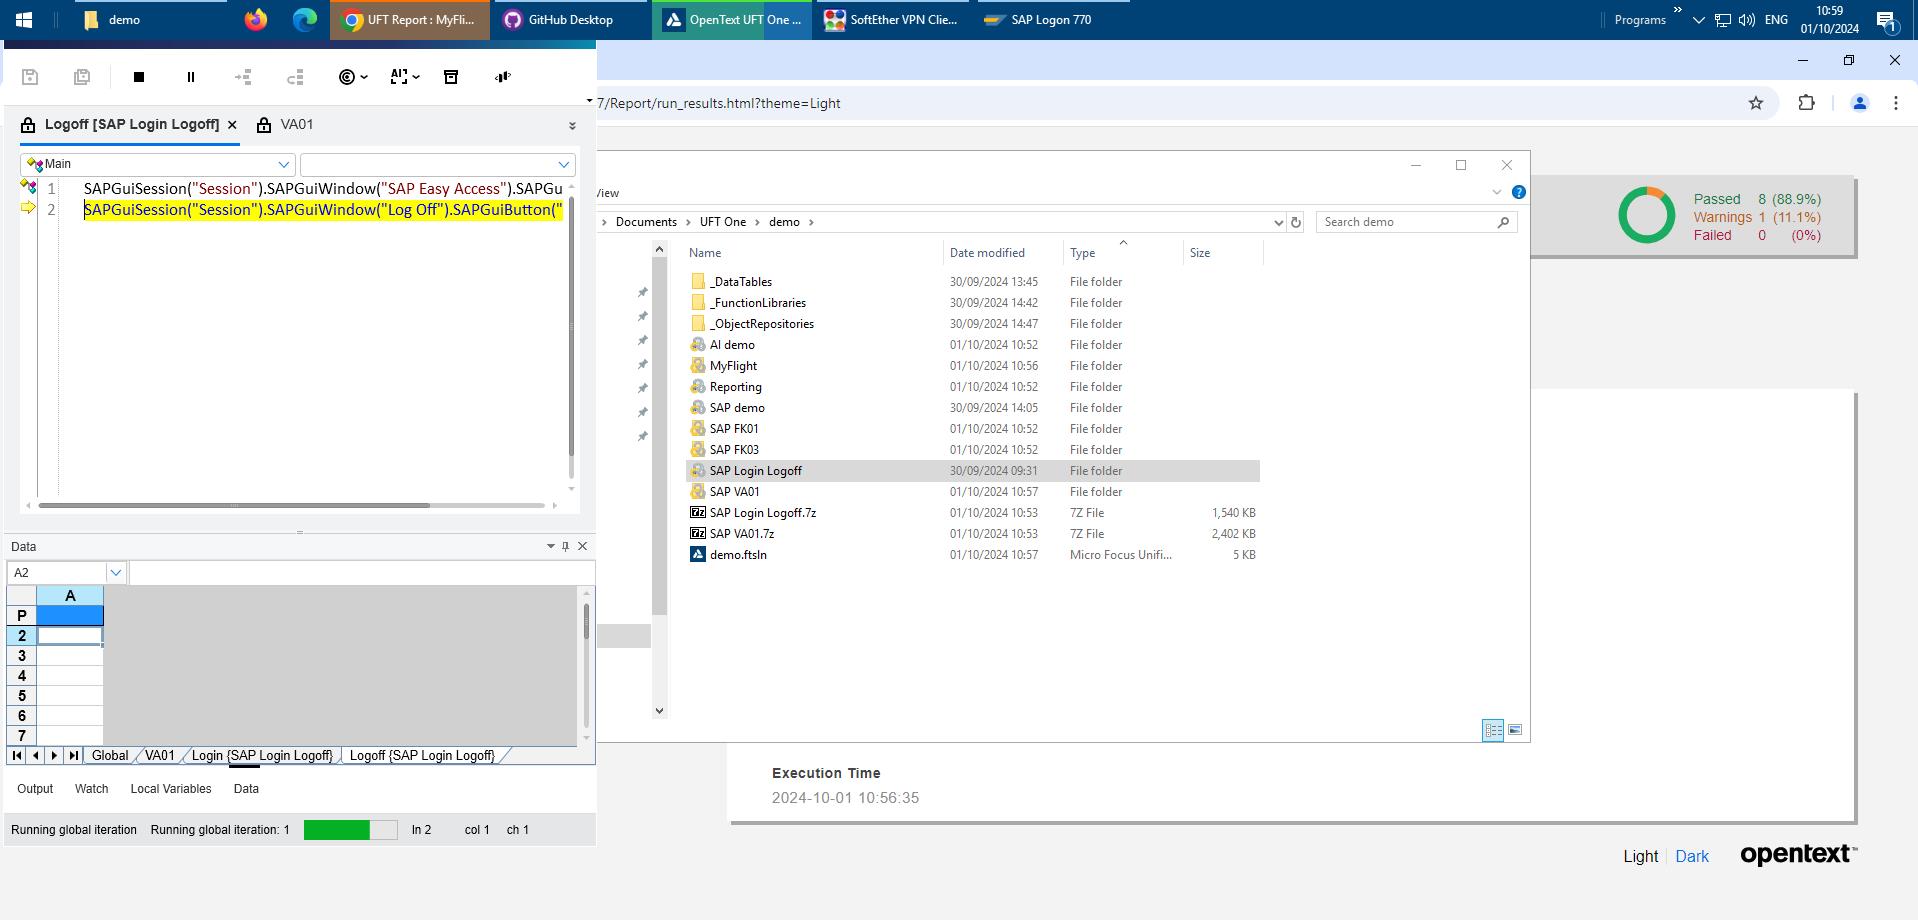 demo
UFT Report : MyFli...
GitHub Desktop
OpenText UFT One ...
SoftEther VPN Clie...
SAP Logon 770
Programs
»
ENG
10:59
01/10/2024
1
7/Report/run_results.html?theme=Light
Logoff [SAP Login Logoff]
VA01
Main
1 SAPGuiSession("Session").SAPGuiWindow("SAP Easy Access").SAPGu
2 SAPGuiSession("Session").SAPGuiWindow("Log Off").SAPGuiButton("
Passed 8 (88.9%)
Warnings 1 (11.1%)
Failed 0 (0%)
View
Documents > UFT One > demo >
Search demo
Name Date modified Type Size
_DataTables 30/09/2024 13:45 File folder
_FunctionLibraries 30/09/2024 14:42 File folder
_ObjectRepositories 30/09/2024 14:47 File folder
AI demo 01/10/2024 10:52 File folder
MyFlight 01/10/2024 10:56 File folder
Reporting 01/10/2024 10:52 File folder
SAP demo 30/09/2024 14:05 File folder
SAP FK01 01/10/2024 10:52 File folder
SAP FK03 01/10/2024 10:52 File folder
SAP Login Logoff 30/09/2024 09:31 File folder
SAP VA01 01/10/2024 10:57 File folder
SAP Login Logoff.7z 01/10/2024 10:53 7Z File 1,540 KB
SAP VA01.7z 01/10/2024 10:53 7Z File 2,402 KB
demo.ftsln 01/10/2024 10:57 Micro Focus Unifi... 5 KB
Data
A2
A
P
2
3
4
5
6
7
Global VA01 Login {SAP Login Logoff} Logoff {SAP Login Logoff}
Output Watch Local Variables Data
Running global iteration Running global iteration: 1 ln 2 col 1 ch 1
Execution Time
2024-10-01 10:56:35
Light Dark
opentext™